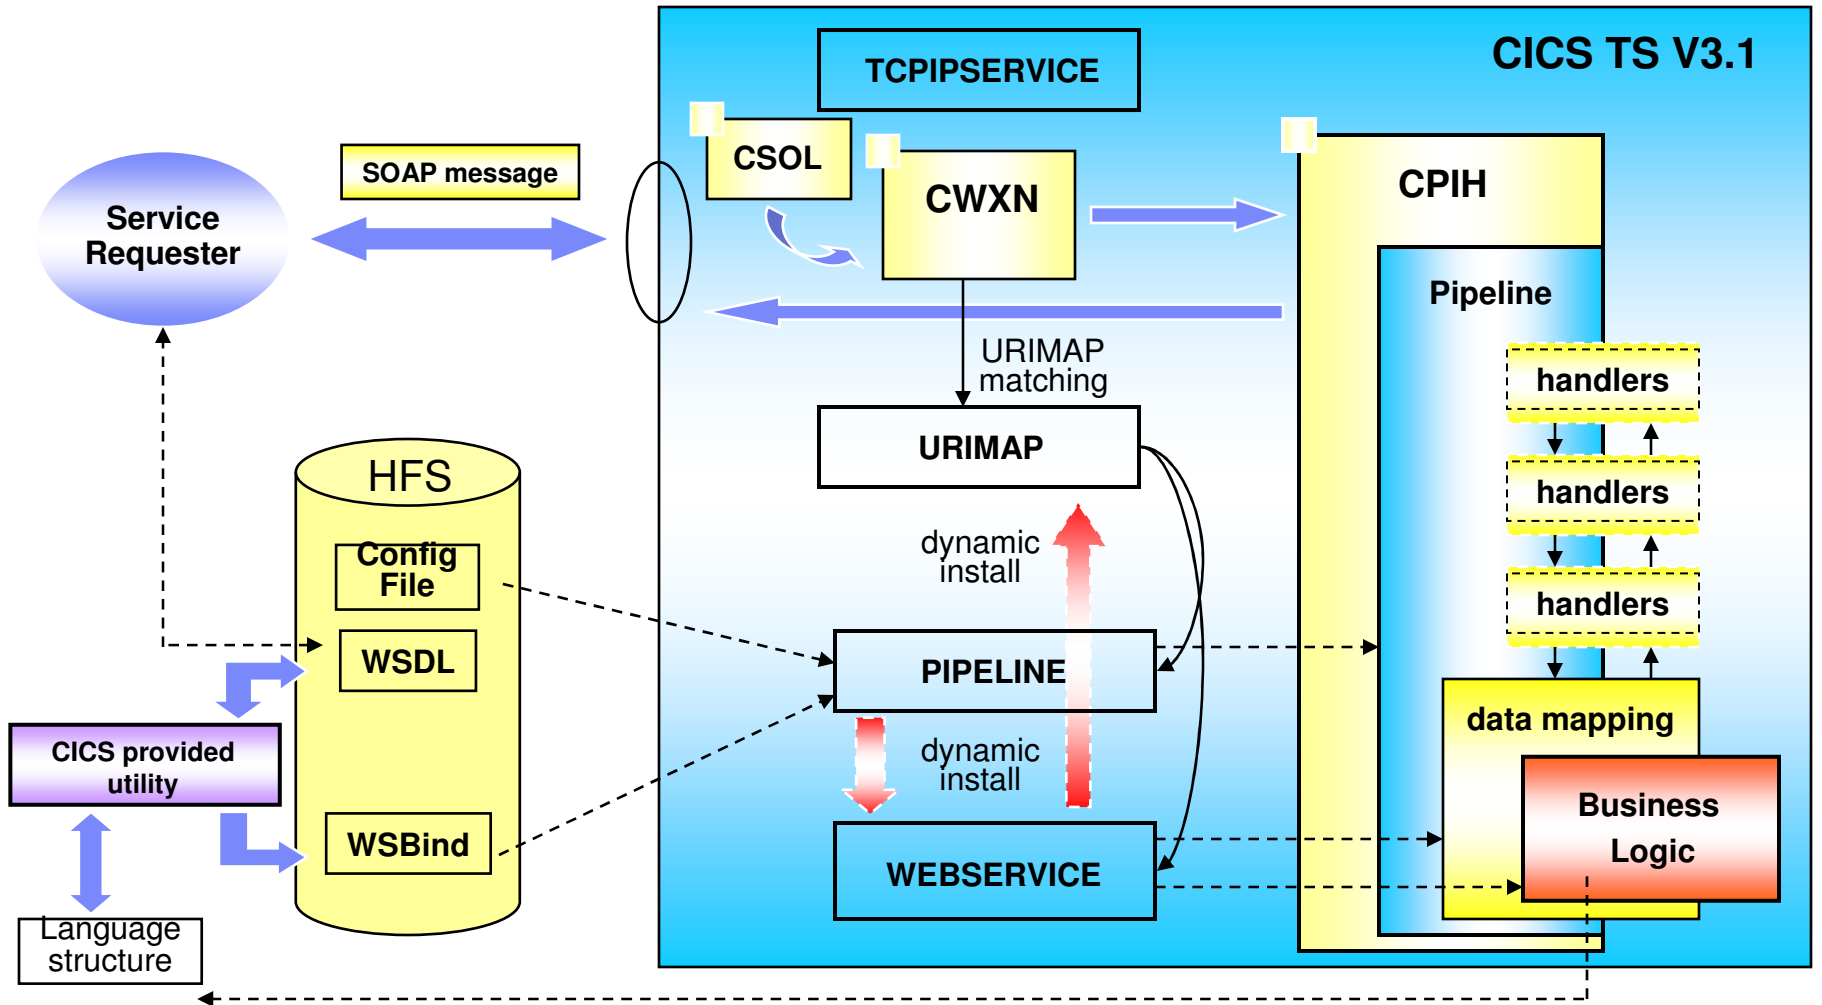 CICS TS V3.1
TCPIPSERVICE
CSOL
SOAP message
CWXN
CPIH
Service
Requester
Pipeline
URIMAP
matching
handlers
URIMAP
HFS
handlers
dynamic
install
Config
File
handlers
WSDL
PIPELINE
data mapping
CICS provided
utility
dynamic
install
Business
Logic
WSBind
WEBSERVICE
Language
structure